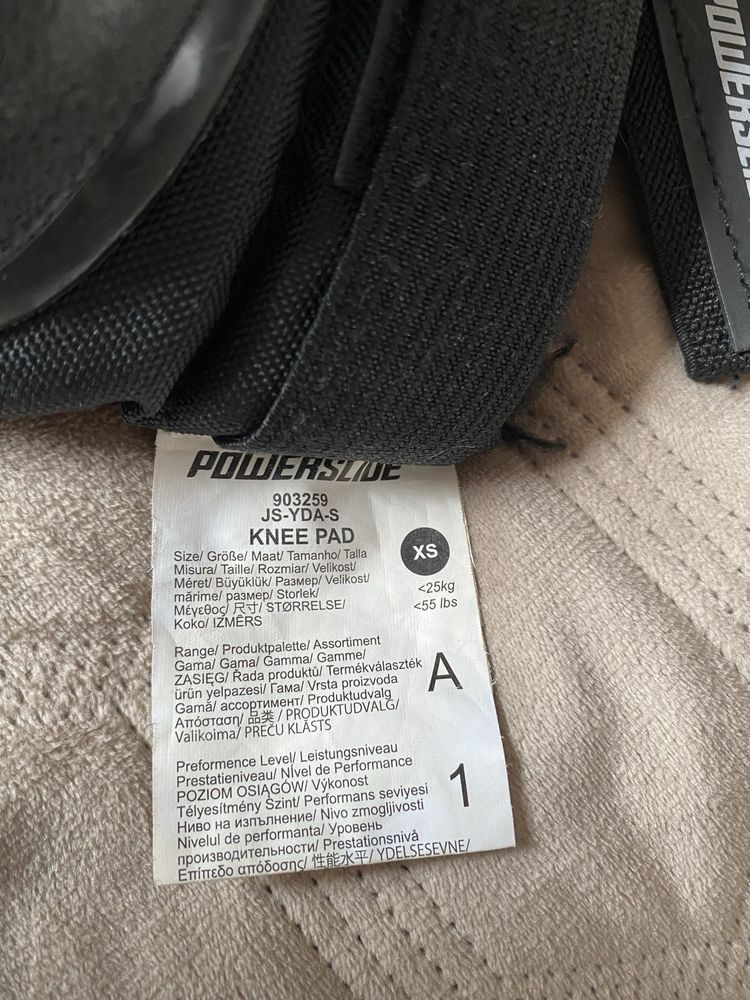 POWERSLIDE
POWERSLIDE
903259
JS-YDA-S
KNEE PAD
Size/ Größe/ Maat/ Tamanho/ Talla
Misura/ Taille/ Rozmiar/ Velikost/
Méret/ Büyüklük/ Размер/ Velikost/
mărime/ размер/ Storlek/
Μέγεθος/ 尺寸/ STØRRELSE/
Koko/ IZMĒRS
XS
<25kg
<55 lbs
Range/ Produktpalette/ Assortiment
Gama/ Gama/ Gamma/ Gamme/
ZASIĘG/ Řada produktů/ Termékválaszték
ürün yelpazesi/ Гама/ Vrsta proizvoda
Gamă/ ассортимент/ Produktudvalg
Απόσταση/ 品类 / PRODUKTUDVALG/
Valikoima/ PREČU KLĀSTS
A
Preformence Level/ Leistungsniveau
Prestatieniveau/ Nível de Performance
POZIOM OSIĄGÓW/ Výkonost
Télyesítmény Szint/ Performans seviyesi
Ниво на изпълнение/ Nivo zmogljivosti
Nivelul de performanta/ Уровень
производительности/ Prestationsnivå
Επίπεδο απόδοσης/ 性能水平/ YDELSESEVNE/
1